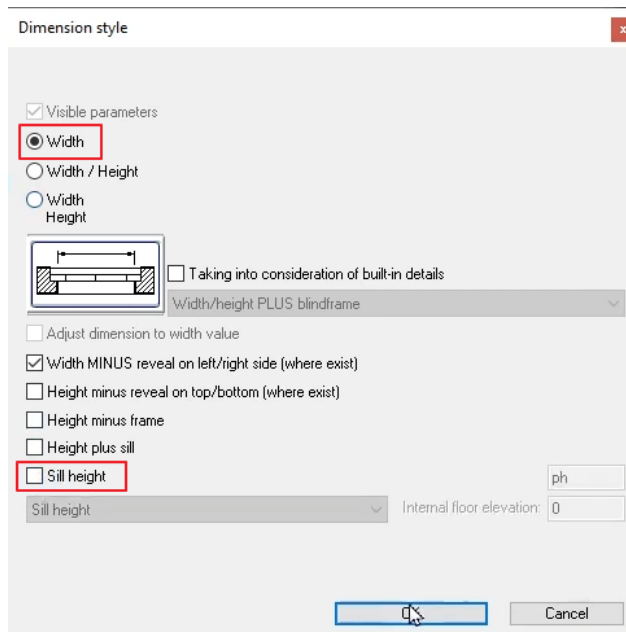 Dimension style
x
Visible parameters
Width
Width / Height
Width
Height
Taking into consideration of built-in details
Width/height PLUS blindframe
Adjust dimension to width value
Width MINUS reveal on left/right side (where exist)
Height minus reveal on top/bottom (where exist)
Height minus frame
Height plus sill
Sill height
ph
Sill height
Internal floor elevation: 0
Cancel